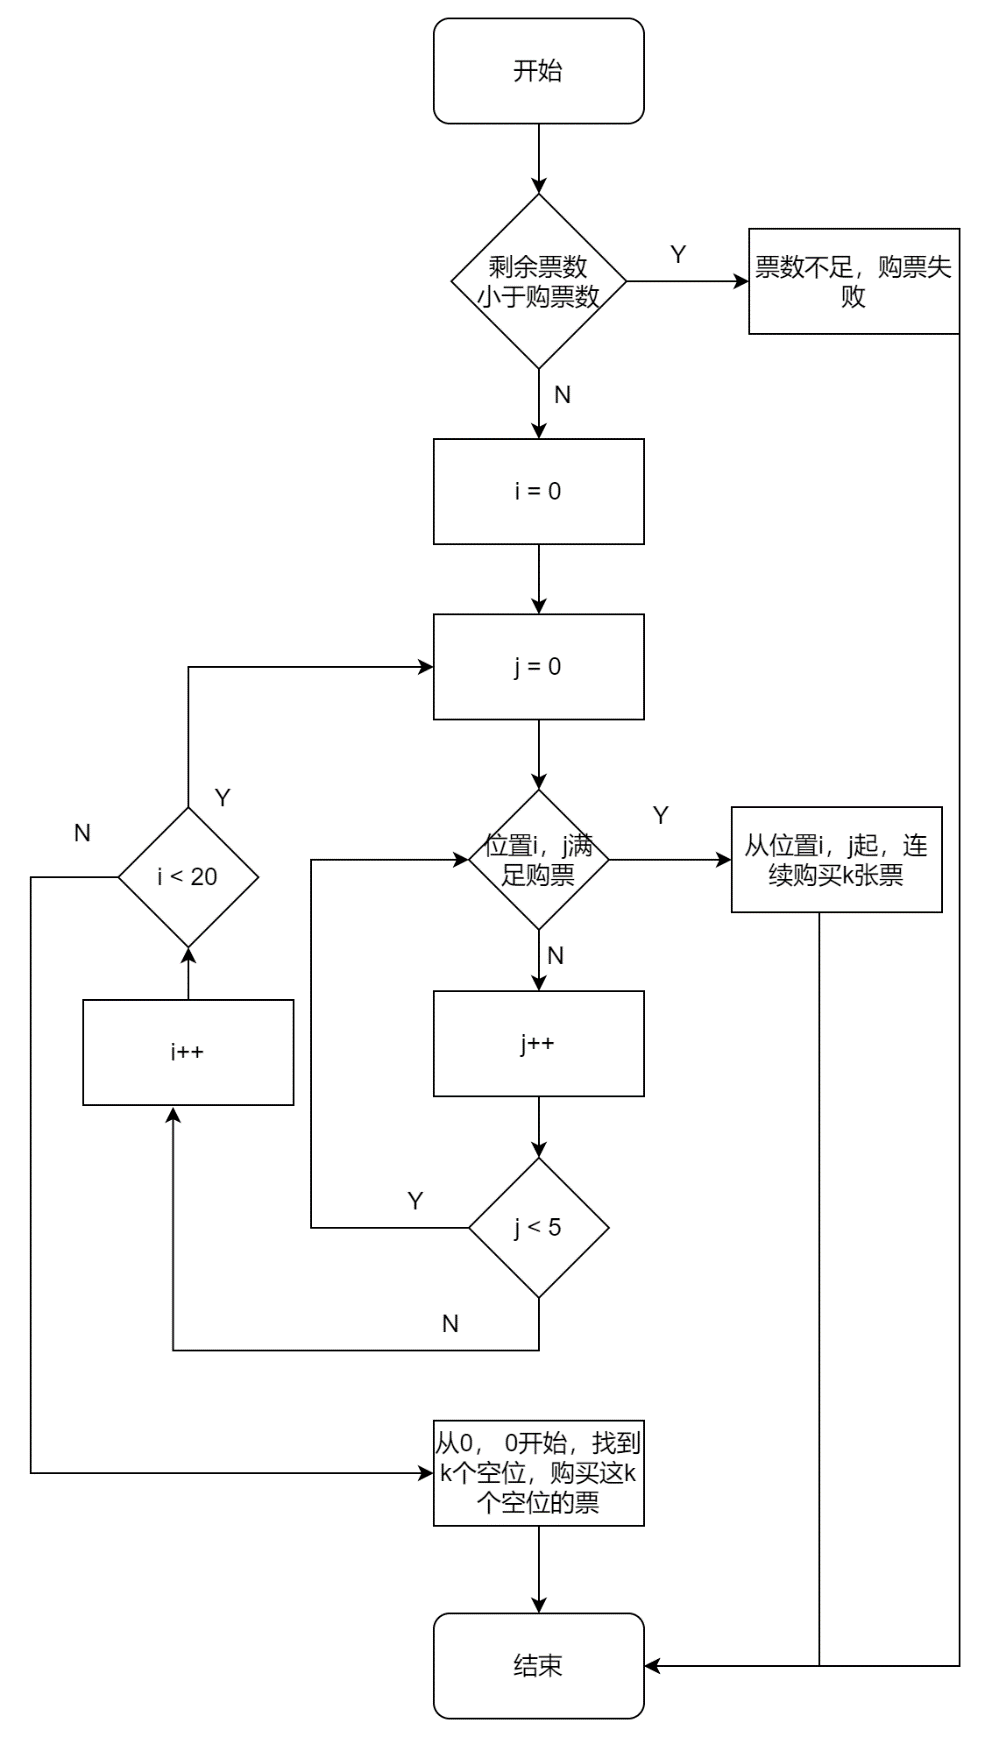 开始
剩余票数
小于购票数
Y
票数不足，购票失
败
N
i = 0
j = 0
Y
N
i < 20
位置i，j满
足购票
Y
从位置i，j起，连
续购买k张票
N
i++
j++
Y
j < 5
N
从0， 0开始，找到
k个空位，购买这k
个空位的票
结束